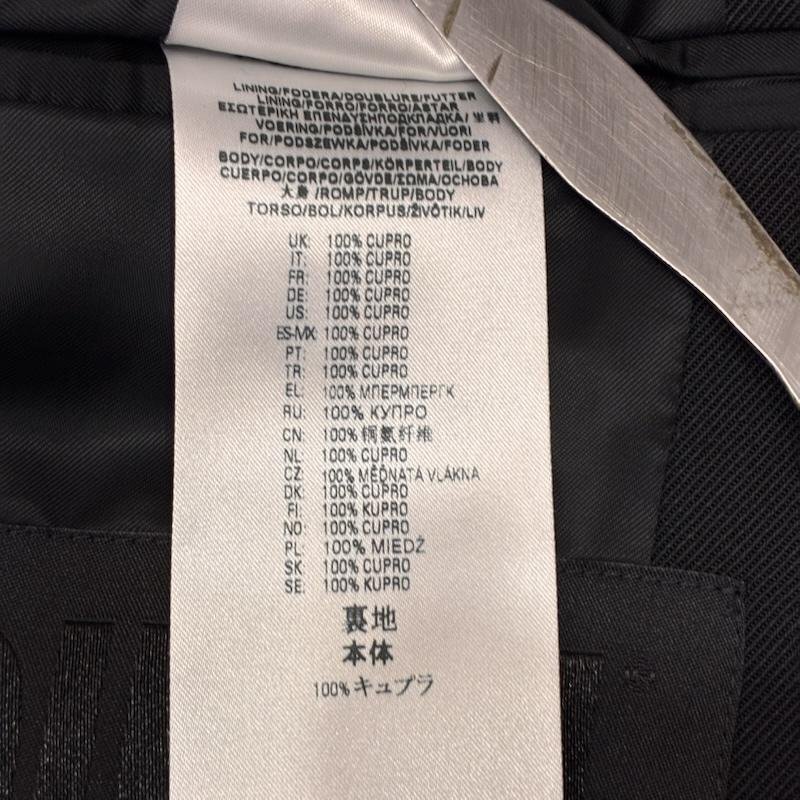 LINING/FODERA/DOUBLURE/FUTTER
LINING/FORRO/FORRO/ASTAR
ΕΣΩΤΕΡΙΚΗ ΕΠΕΝΔΥΣΗΠΟДКЛАДКА/
VOERING/PODŠÍVKA/FOR/VUORI
FOR/PODSZEWKA/PODŠÍVKA/FODER
BODY/CORPO/CORPS/KÖRPERTEIL/BODY
CUERPO/CORPO/GÖVDE/ΣΩΜΑ/ОСНОВА
大身 /ROMP/TRUP/BODY
TORSO/BOL/KORPUS/ŽIVŎTIK/LIV
UK: 100% CUPRO
IT: 100% CUPRO
FR: 100% CUPRO
DE: 100% CUPRO
US: 100% CUPRO
ES-MX: 100% CUPRO
PT: 100% CUPRO
TR: 100% CUPRO
EL: 100% ΜΠΕΡΜΠΕΡΓΚ
RU: 100% КУПРО
CN: 100% 铜氨纤维
NL: 100% CUPRO
CZ: 100% MĚĎNATÁ VLÁKNA
DK: 100% CUPRO
FI: 100% KUPRO
NO: 100% CUPRO
PL: 100% MIEDŹ
SK: 100% CUPRO
SE: 100% KUPRO
裏地
本体
100% キュプラ